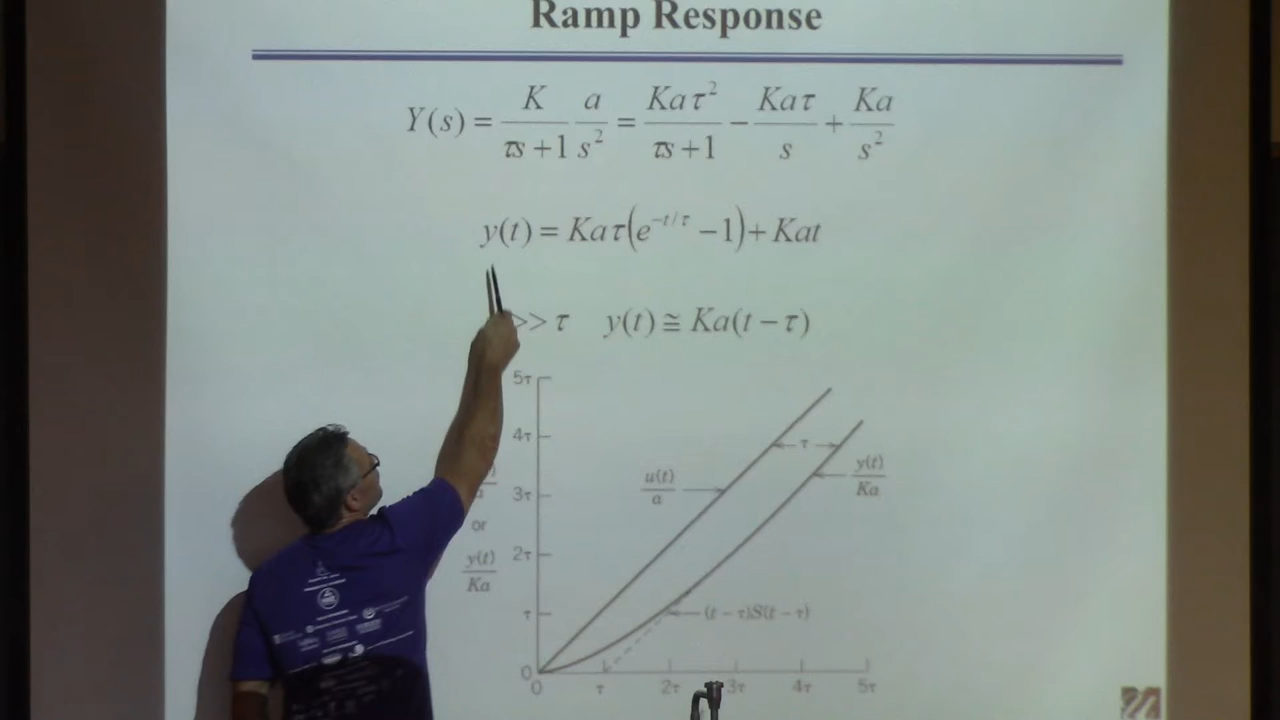 Ramp Response
Y(s) = K/(τs+1) a/s² = Kaτ²/(τs+1) − Kaτ/s + Ka/s²
y(t) = Kaτ(e^(−t/τ) − 1) + Kat
>> τ y(t) ≅ Ka(t − τ)
5τ
4τ
τ
u(t)/a
y(t)/Ka
3τ
or
2τ
y(t)/Ka
τ
(t − τ)S(t − τ)
0
0 τ 2τ 3τ 4τ 5τ